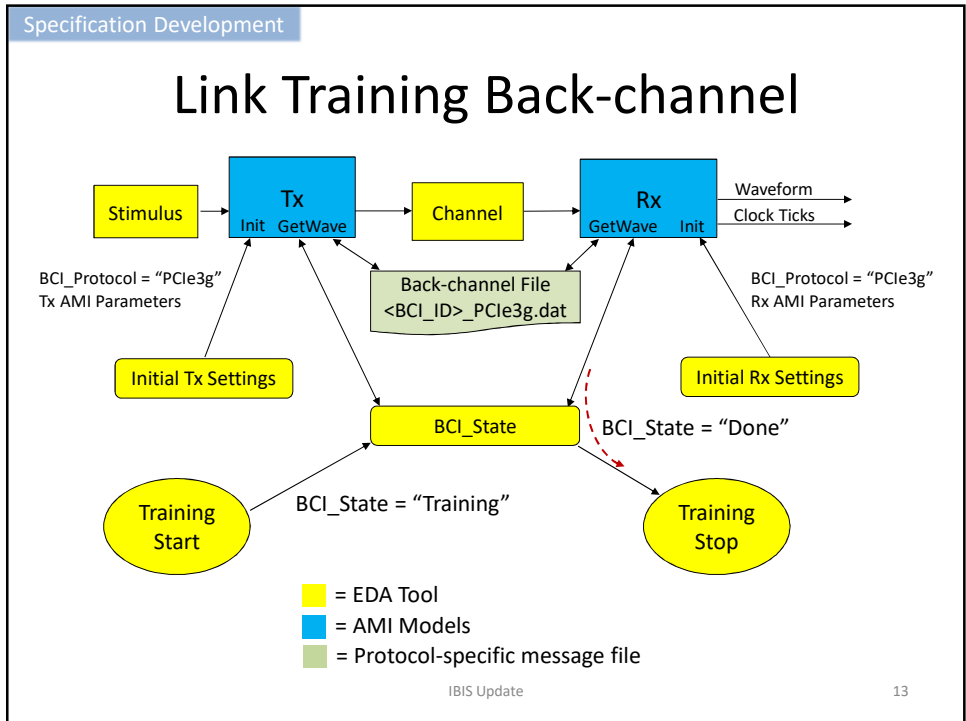 Specification Development
Link Training Back-channel
Stimulus
Tx
Init GetWave
Channel
Rx
GetWave Init
Waveform
Clock Ticks
BCI_Protocol = “PCIe3g”
Tx AMI Parameters
Back-channel File
<BCI_ID>_PCIe3g.dat
BCI_Protocol = “PCIe3g”
Rx AMI Parameters
Initial Tx Settings
Initial Rx Settings
BCI_State
BCI_State = “Done”
BCI_State = “Training”
Training
Start
Training
Stop
= EDA Tool
= AMI Models
= Protocol-specific message file
IBIS Update
13